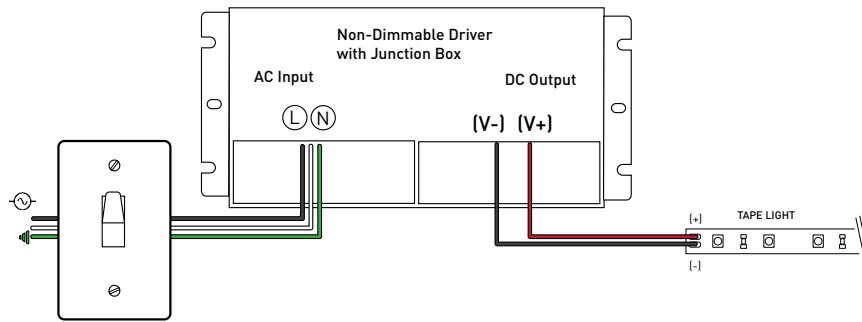 Non-Dimmable Driver
with Junction Box
AC Input
DC Output
L N
(V-) (V+)
(+)
TAPE LIGHT
(-)